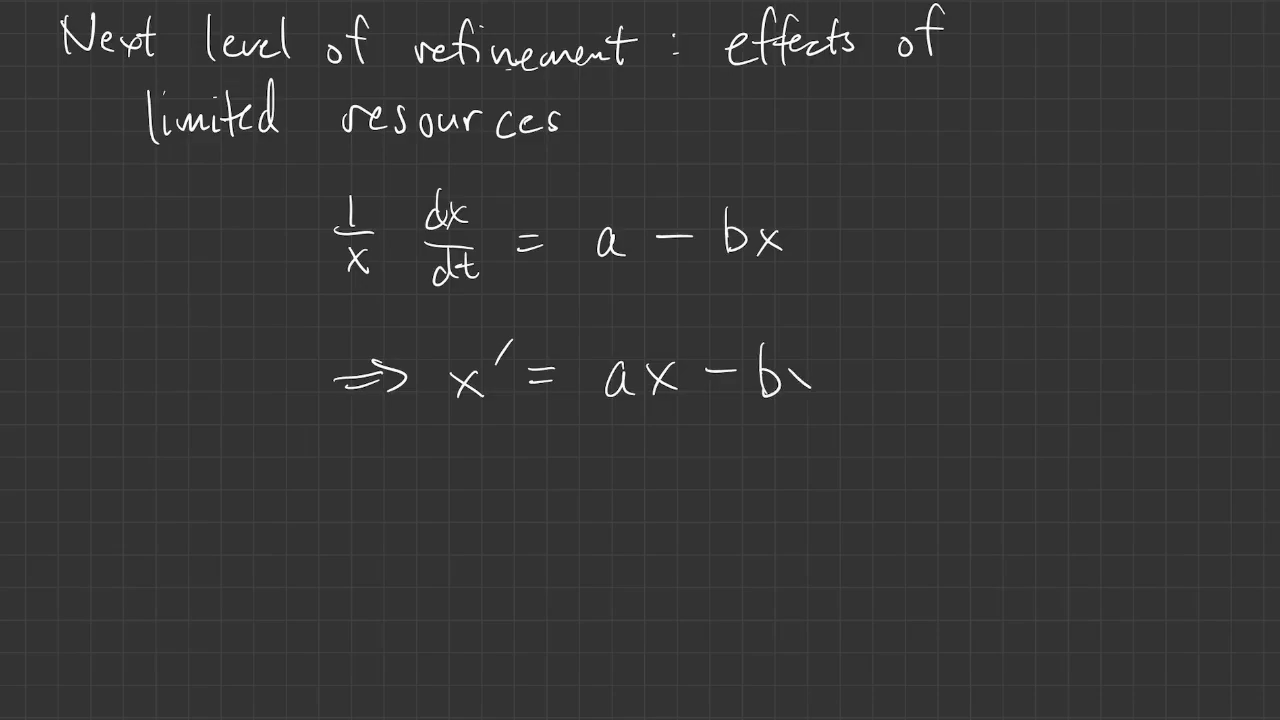 Next level of refinement : effects of
limited resources
1/x dx/dt = a - bx
⇒ x' = ax - b